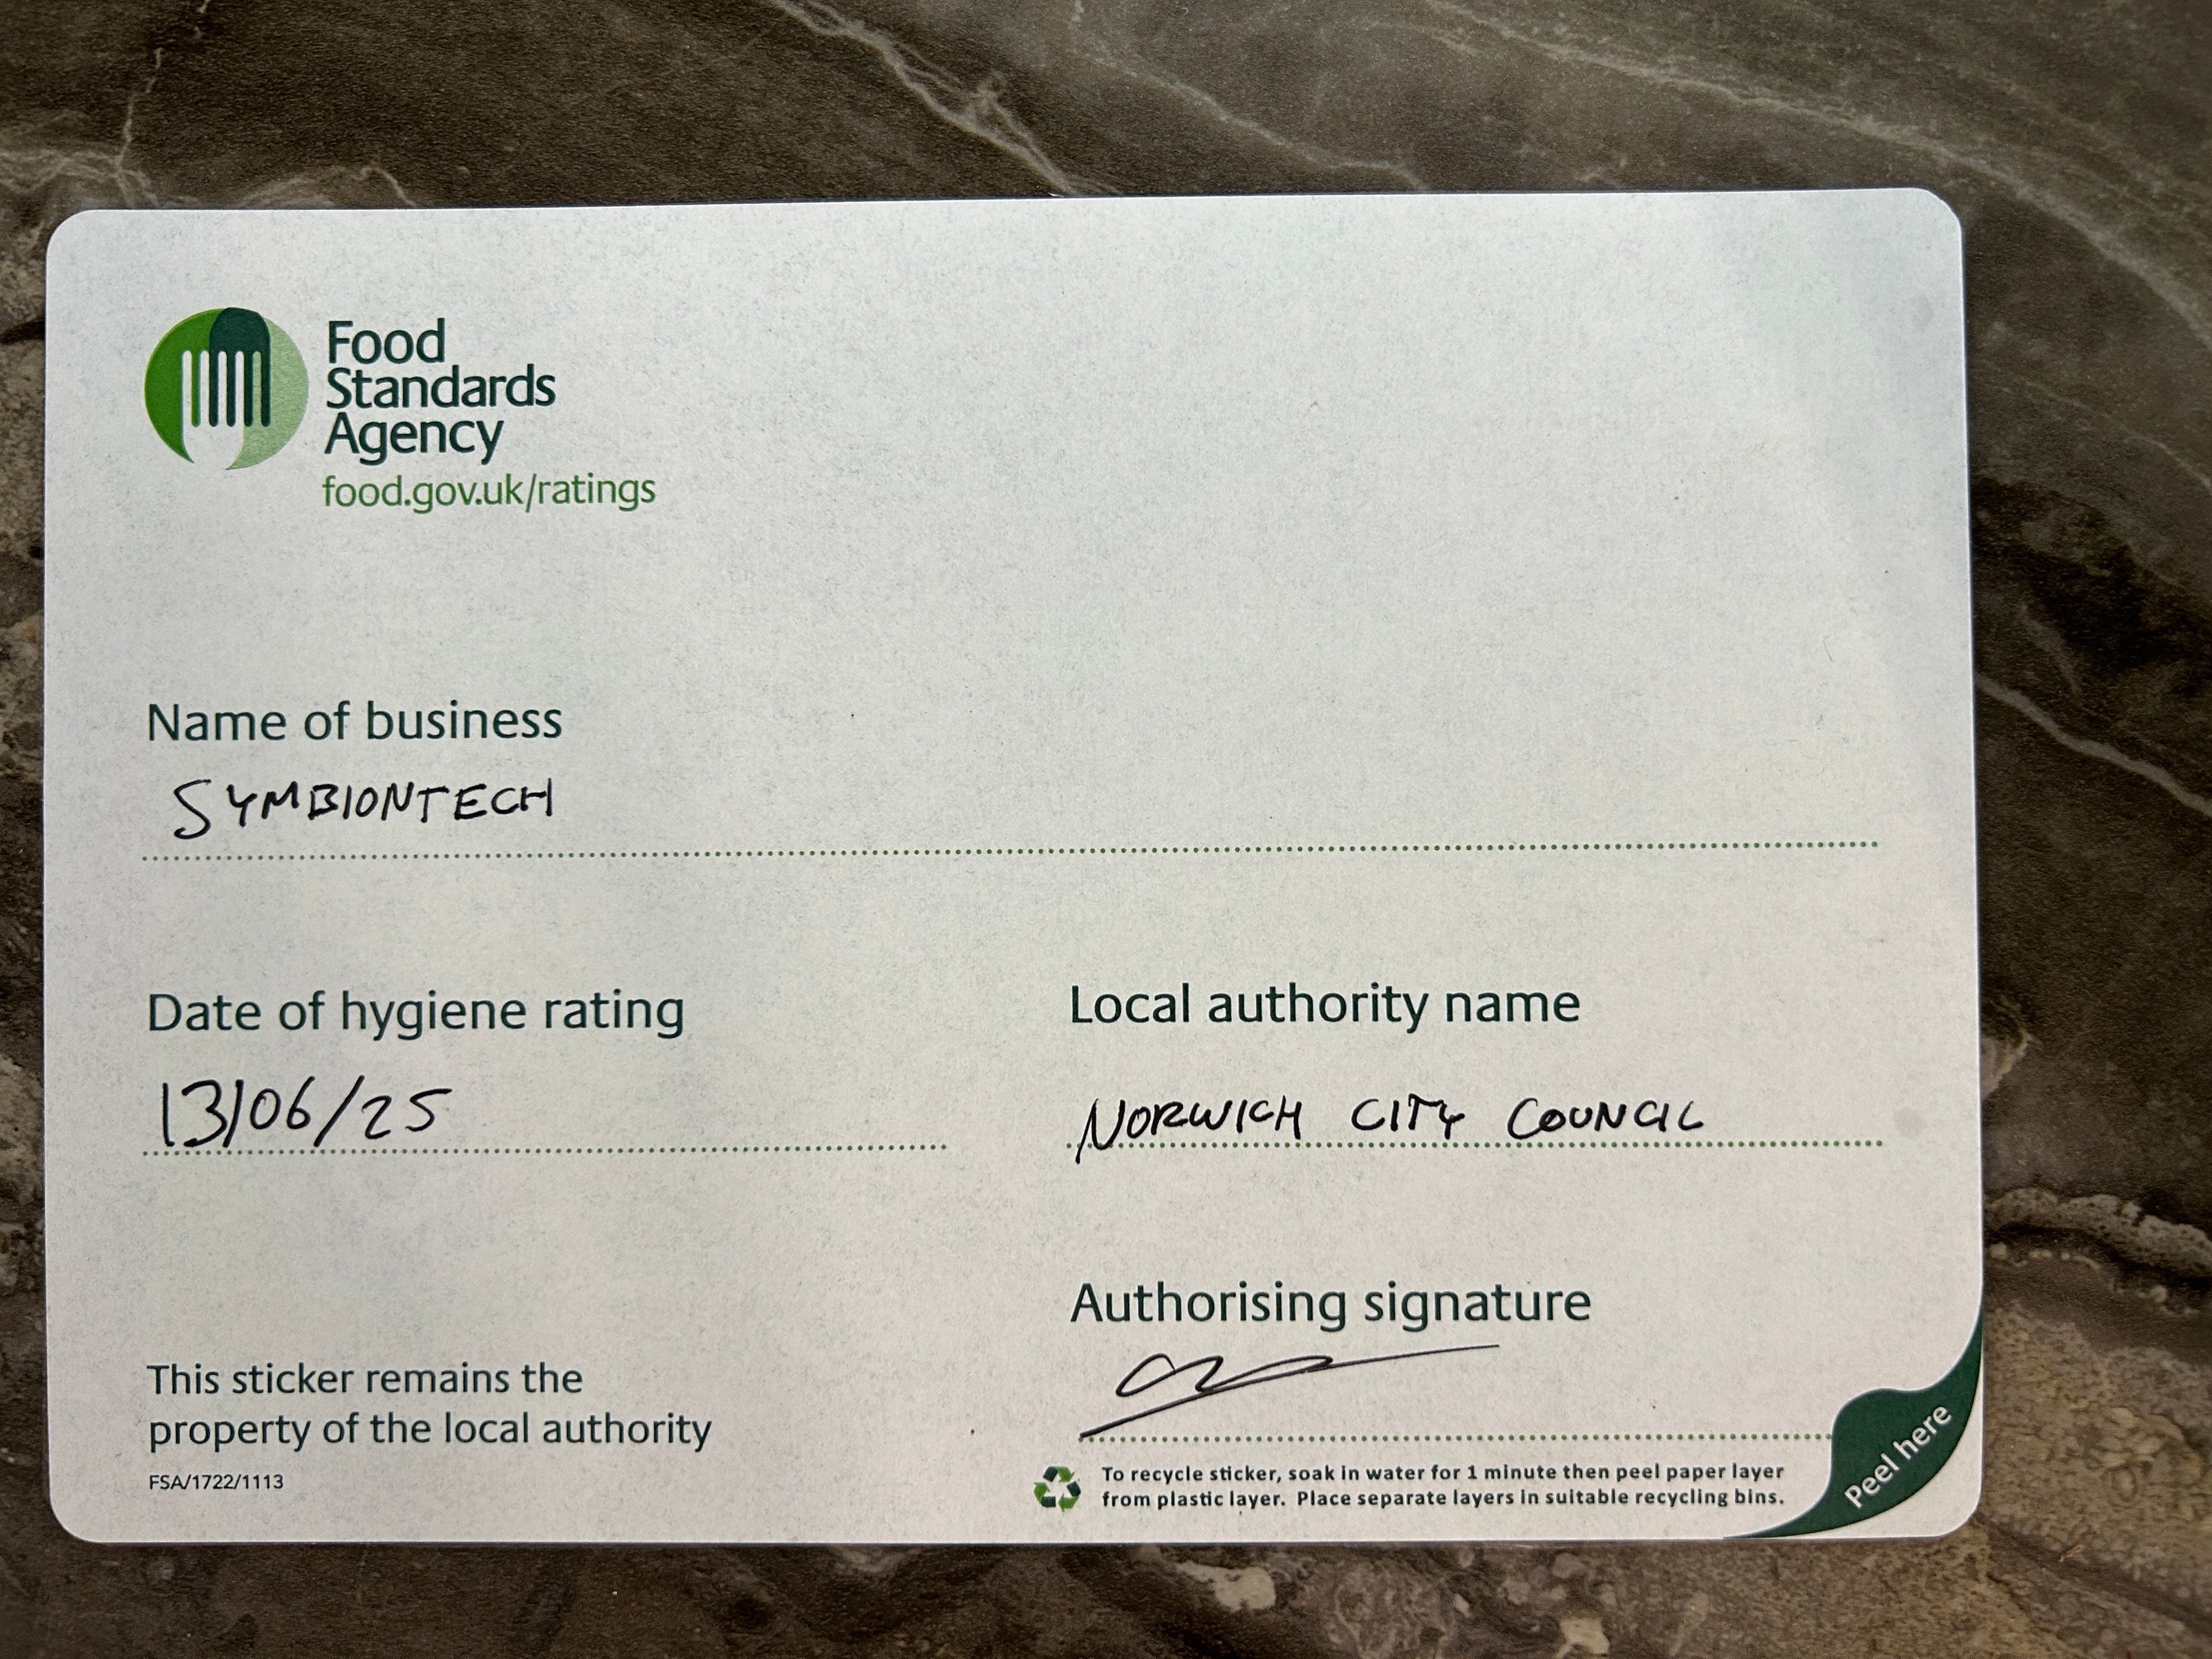 Food
Standards
Agency
food.gov.uk/ratings
Name of business
SYMBIONTECH
Date of hygiene rating
13/06/25
Local authority name
NORWICH CITY COUNCIL
Authorising signature
This sticker remains the
property of the local authority
FSA/1722/1113
To recycle sticker, soak in water for 1 minute then peel paper layer
from plastic layer. Place separate layers in suitable recycling bins.
Peel here